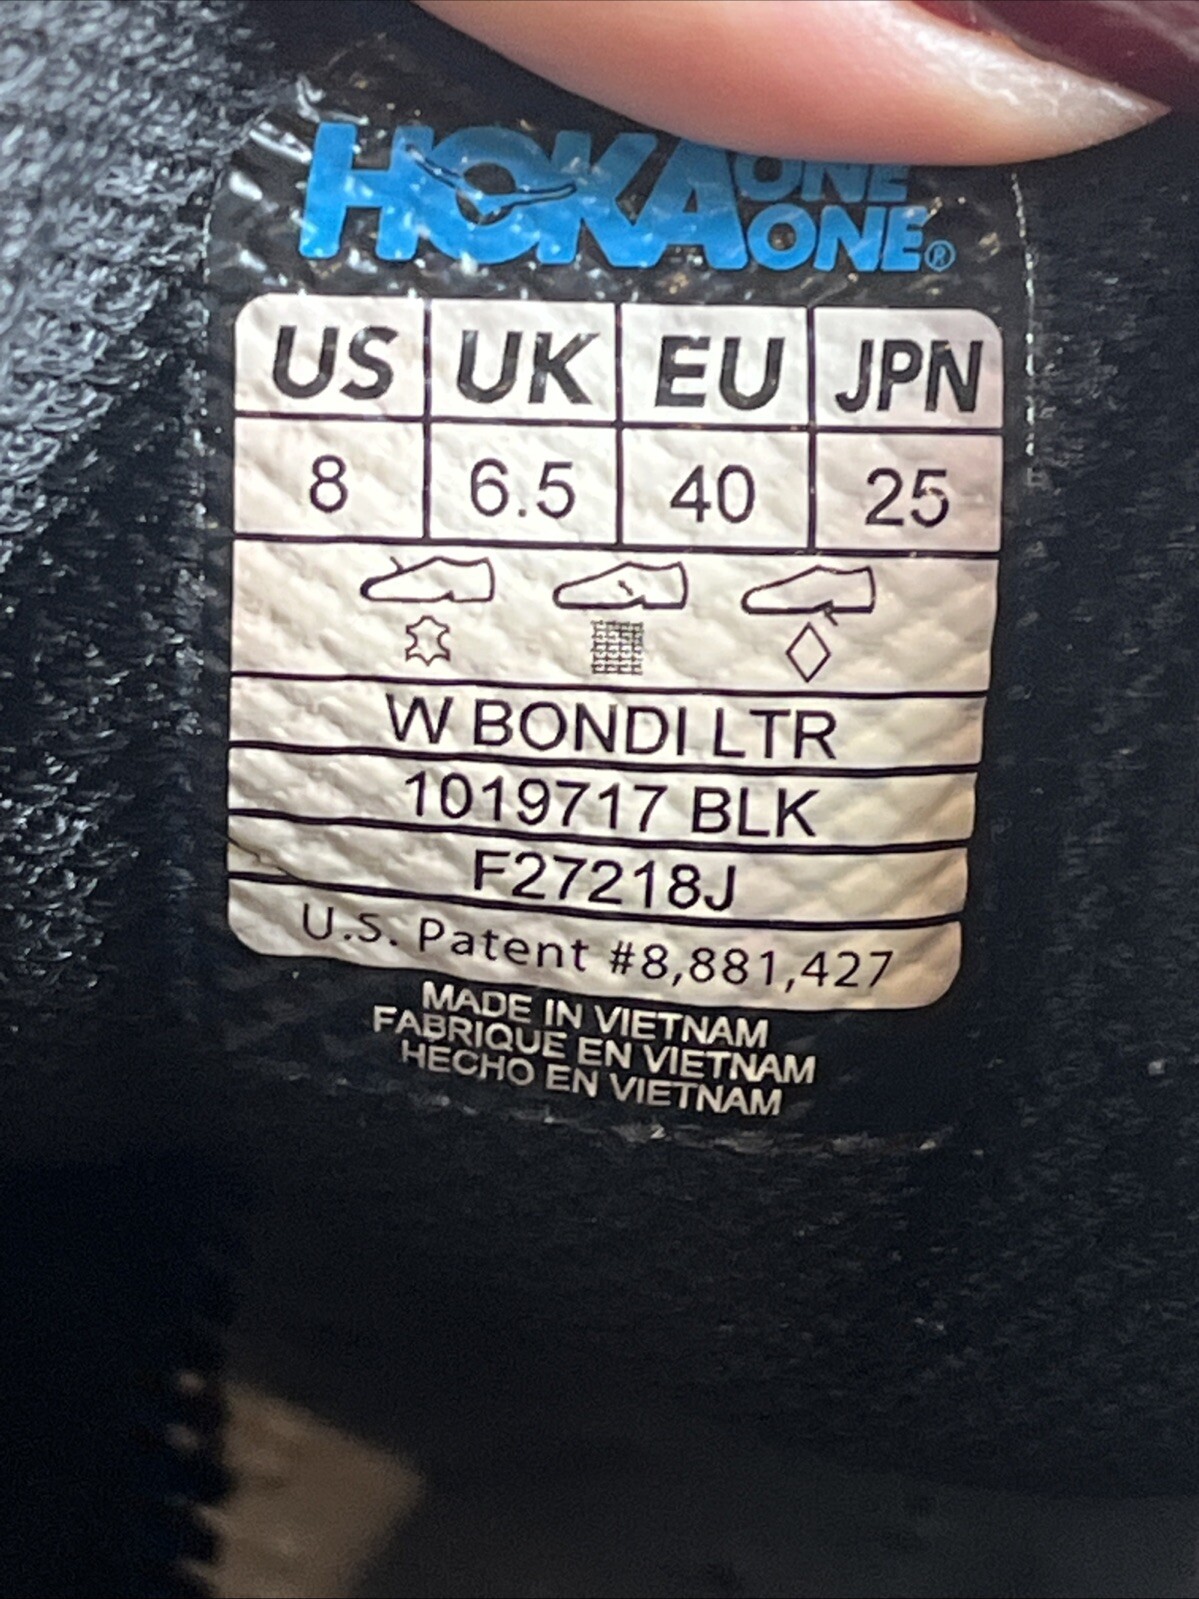 HOKA ONE ONE®
US UK EU JPN
8 6.5 40 25
W BONDI LTR
1019717 BLK
F27218J
U.S. Patent #8,881,427
MADE IN VIETNAM
FABRIQUE EN VIETNAM
HECHO EN VIETNAM